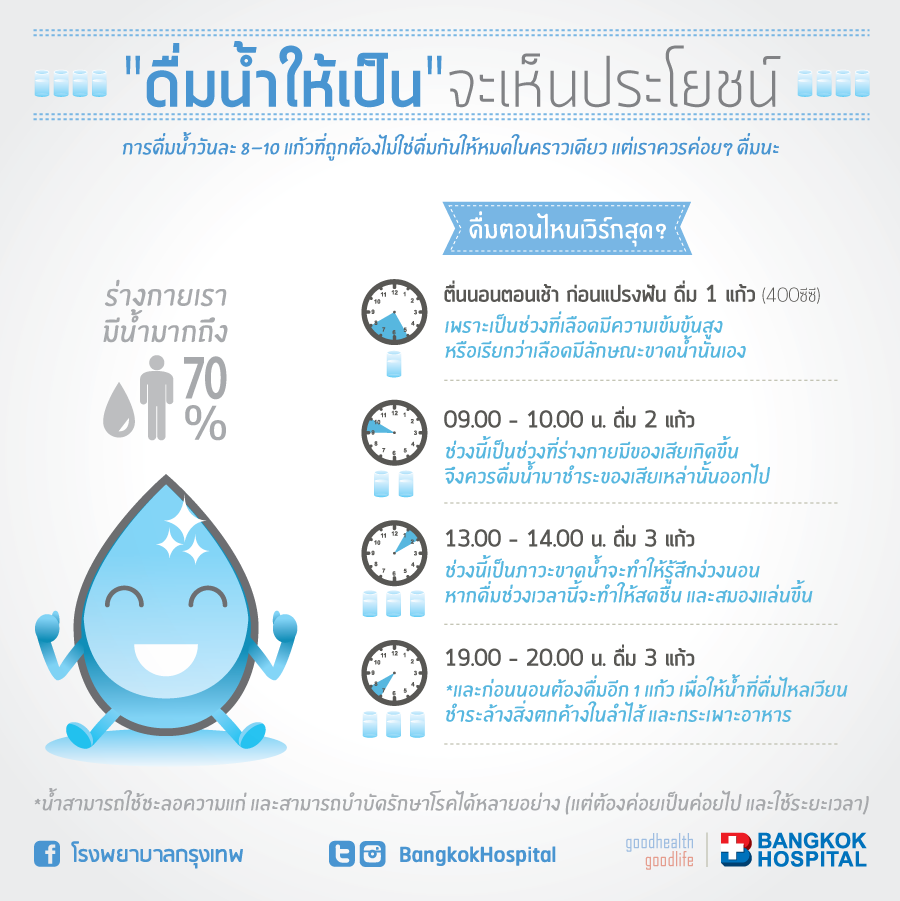 "ดื่มน้ำให้เป็น"จะเห็นประโยชน์
การดื่มน้ำวันละ 8-10 แก้วที่ถูกต้องไม่ใช่ดื่มกันให้หมดในคราวเดียว แต่เราควรค่อยๆ ดื่มนะ
ดื่มตอนไหนเวิร์กสุด?
ร่างกายเรา
มีน้ำมากถึง
70
%
ตื่นนอนตอนเช้า ก่อนแปรงฟัน ดื่ม 1 แก้ว (400ซีซี)
เพราะเป็นช่วงที่เลือดมีความเข้มข้นสูง
หรือเรียกว่าเลือดมีลักษณะขาดน้ำนั่นเอง
09.00 - 10.00 น. ดื่ม 2 แก้ว
ช่วงนี้เป็นช่วงที่ร่างกายมีของเสียเกิดขึ้น
จึงควรดื่มน้ำมาชำระของเสียเหล่านั้นออกไป
13.00 - 14.00 น. ดื่ม 3 แก้ว
ช่วงนี้เป็นภาวะขาดน้ำจะทำให้รู้สึกง่วงนอน
หากดื่มช่วงเวลานี้จะทำให้สดชื่น และสมองแล่นขึ้น
19.00 - 20.00 น. ดื่ม 3 แก้ว
*และก่อนนอนต้องดื่มอีก 1 แก้ว เพื่อให้น้ำที่ดื่มไหลเวียน
ชำระล้างสิ่งตกค้างในลำไส้ และกระเพาะอาหาร
*น้ำสามารถใช้ชะลอความแก่ และสามารถบำบัดรักษาโรคได้หลายอย่าง (แต่ต้องค่อยเป็นค่อยไป และใช้ระยะเวลา)
โรงพยาบาลกรุงเทพ
BangkokHospital
goodhealth
goodlife
BANGKOK
HOSPITAL